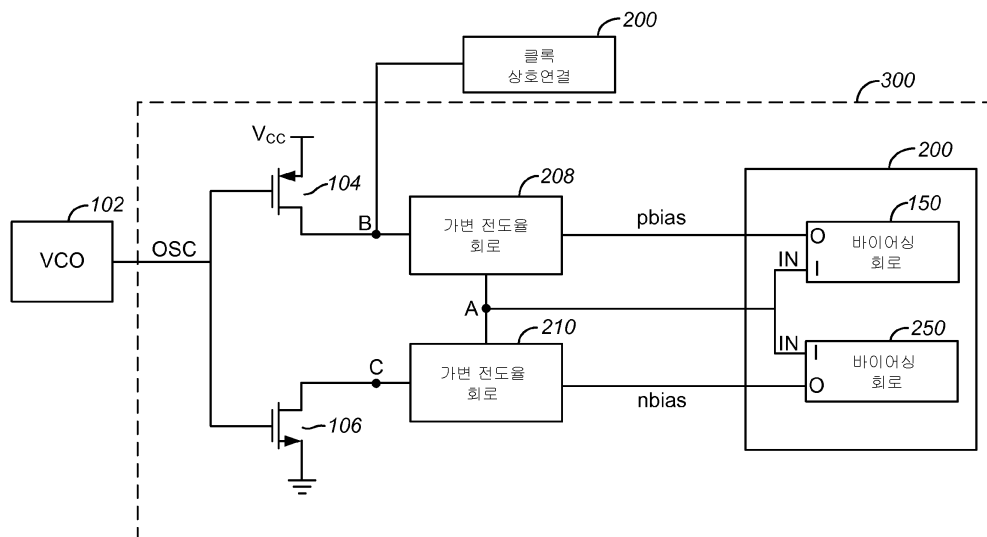 200
클록
상호연결
300
VCC
200
104
208
150
102
B
가변 전도율
회로
pbias
O
바이어싱
회로
VCO
OSC
IN
I
A
210
250
IN
I
바이어싱
회로
C
가변 전도율
회로
nbias
O
106